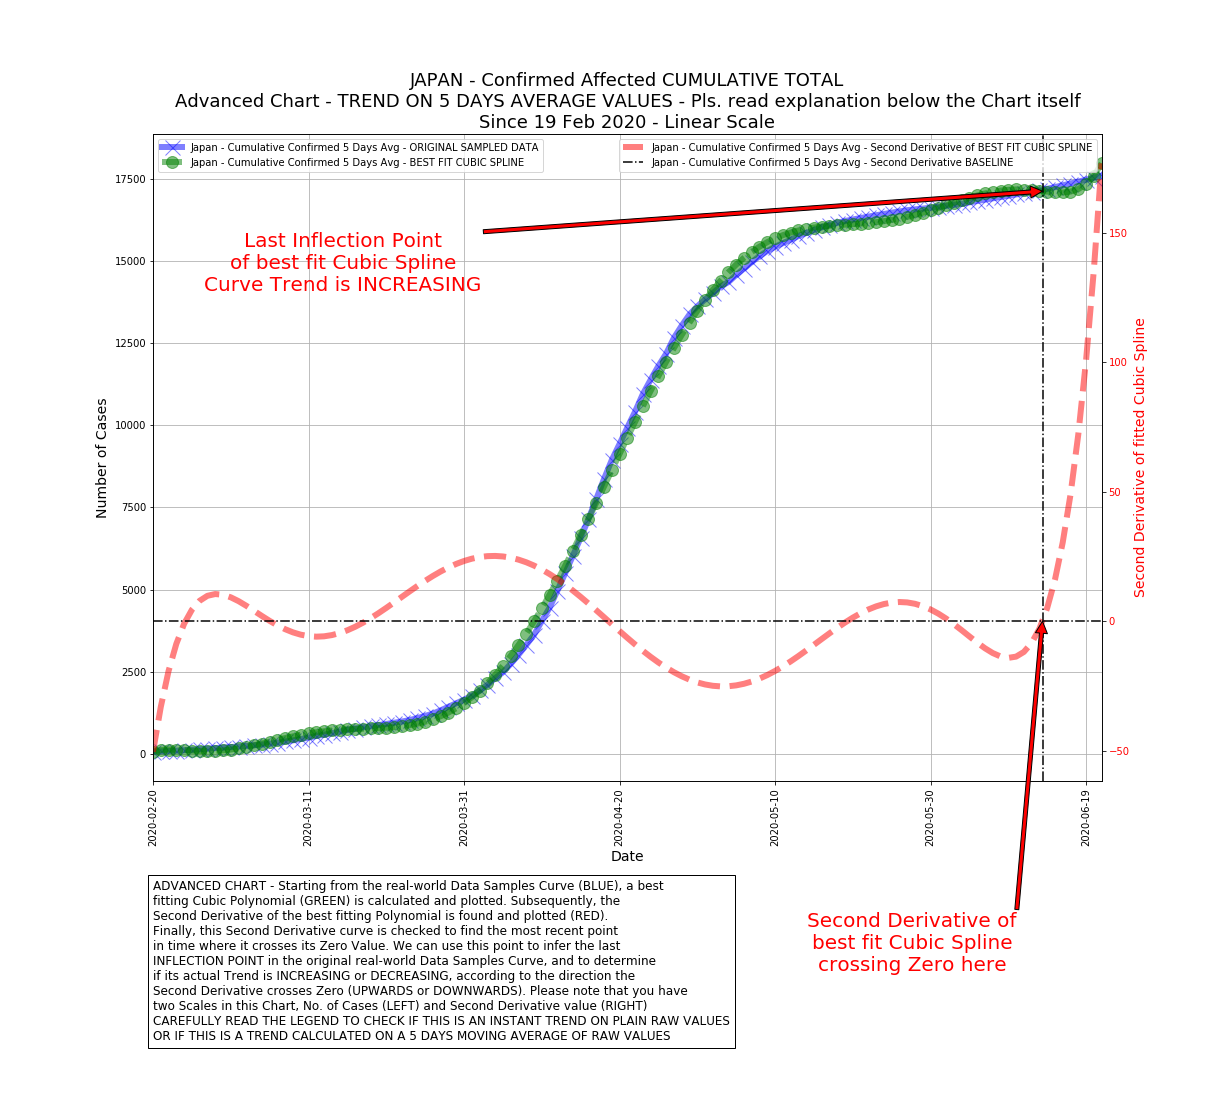 JAPAN - Confirmed Affected CUMULATIVE TOTAL
Advanced Chart - TREND ON 5 DAYS AVERAGE VALUES - Pls. read explanation below the Chart itself
Since 19 Feb 2020 - Linear Scale
Japan - Cumulative Confirmed 5 Days Avg - ORIGINAL SAMPLED DATA
Japan - Cumulative Confirmed 5 Days Avg - BEST FIT CUBIC SPLINE
Japan - Cumulative Confirmed 5 Days Avg - Second Derivative of BEST FIT CUBIC SPLINE
Japan - Cumulative Confirmed 5 Days Avg - Second Derivative BASELINE
Last Inflection Point
of best fit Cubic Spline
Curve Trend is INCREASING
Number of Cases
17500
15000
12500
10000
7500
5000
2500
0
150
100
50
0
−50
Second Derivative of fitted Cubic Spline
2020-02-20
2020-03-11
2020-03-31
2020-04-20
2020-05-10
2020-05-30
2020-06-19
Date
ADVANCED CHART - Starting from the real-world Data Samples Curve (BLUE), a best
fitting Cubic Polynomial (GREEN) is calculated and plotted. Subsequently, the
Second Derivative of the best fitting Polynomial is found and plotted (RED).
Finally, this Second Derivative curve is checked to find the most recent point
in time where it crosses its Zero Value. We can use this point to infer the last
INFLECTION POINT in the original real-world Data Samples Curve, and to determine
if its actual Trend is INCREASING or DECREASING, according to the direction the
Second Derivative crosses Zero (UPWARDS or DOWNWARDS). Please note that you have
two Scales in this Chart, No. of Cases (LEFT) and Second Derivative value (RIGHT)
CAREFULLY READ THE LEGEND TO CHECK IF THIS IS AN INSTANT TREND ON PLAIN RAW VALUES
OR IF THIS IS A TREND CALCULATED ON A 5 DAYS MOVING AVERAGE OF RAW VALUES
Second Derivative of
best fit Cubic Spline
crossing Zero here